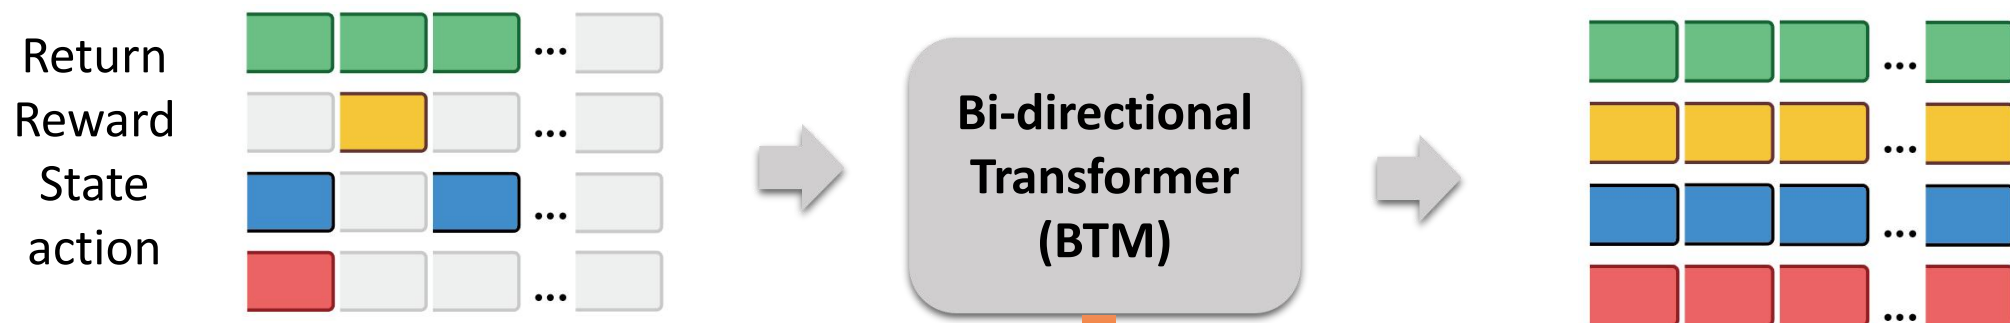 Return
Reward
State
action
...
...
...
...
Bi-directional
Transformer
(BTM)
...
...
...
...